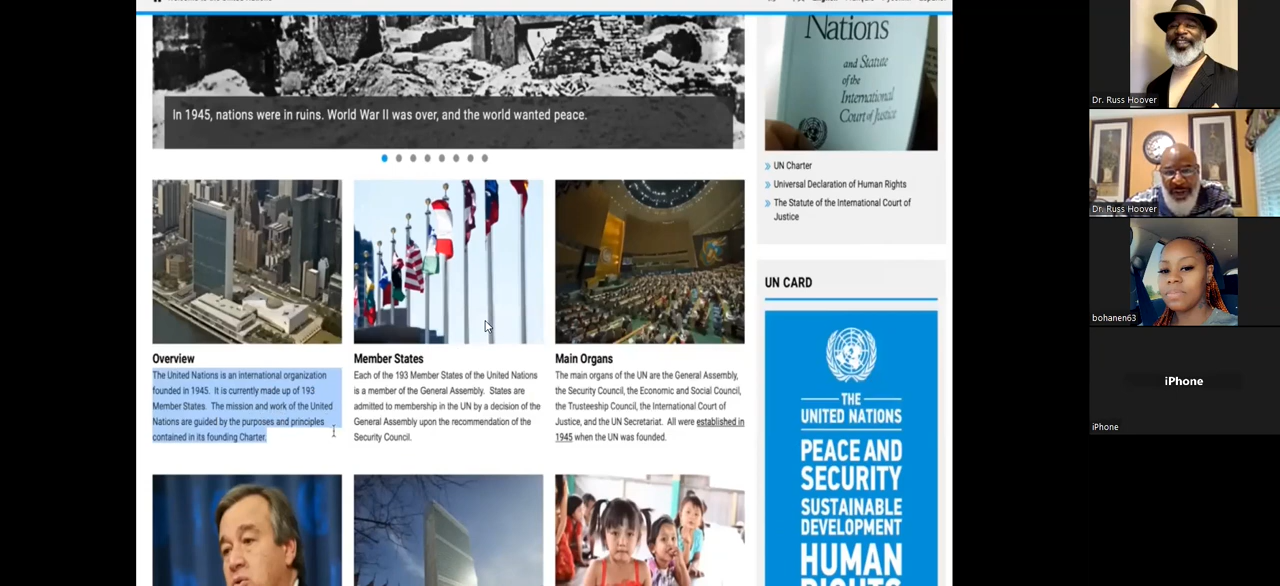 Nations
and Statute
of the
International
Court of
Justice
In 1945, nations were in ruins. World War II was over, and the world wanted peace.
UN Charter
Universal Declaration of Human Rights
The Statute of the International Court of
Justice
Overview
The United Nations is an international organization
founded in 1945. It is currently made up of 193
Member States. The mission and work of the United
Nations are guided by the purposes and principles
contained in its founding Charter.
Member States
Each of the 193 Member States of the United Nations
is a member of the General Assembly. States are
admitted to membership in the UN by a decision of the
General Assembly upon the recommendation of the
Security Council.
Main Organs
The main organs of the UN are the General Assembly,
the Security Council, the Economic and Social Council,
the Trusteeship Council, the International Court of
Justice, and the UN Secretariat. All were established in
1945 when the UN was founded.
UN CARD
THE
UNITED NATIONS
PEACE AND
SECURITY
SUSTAINABLE
DEVELOPMENT
HUMAN
RIGHTS
Dr. Russ Hoover
Dr. Russ Hoover
bohanen63
iPhone
iPhone